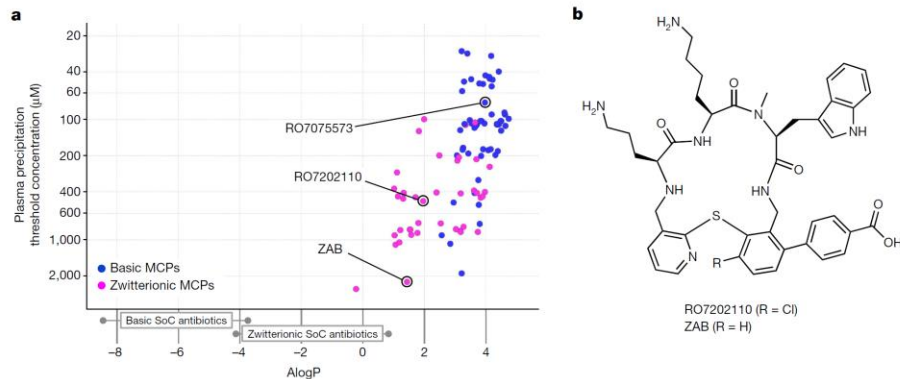 a
Plasma precipitation
threshold concentration (μM)
20
40
60
100
200
400
600
1,000
2,000
RO7075573
RO7202110
ZAB
Basic MCPs
Zwitterionic MCPs
Basic SoC antibiotics
Zwitterionic SoC antibiotics
−8
−6
−4
−2
0
2
4
AlogP
b
H₂N
H₂N
O
N
O
NH
NH
O
NH
NH
S
N
R
O
OH
RO7202110 (R = Cl)
ZAB (R = H)